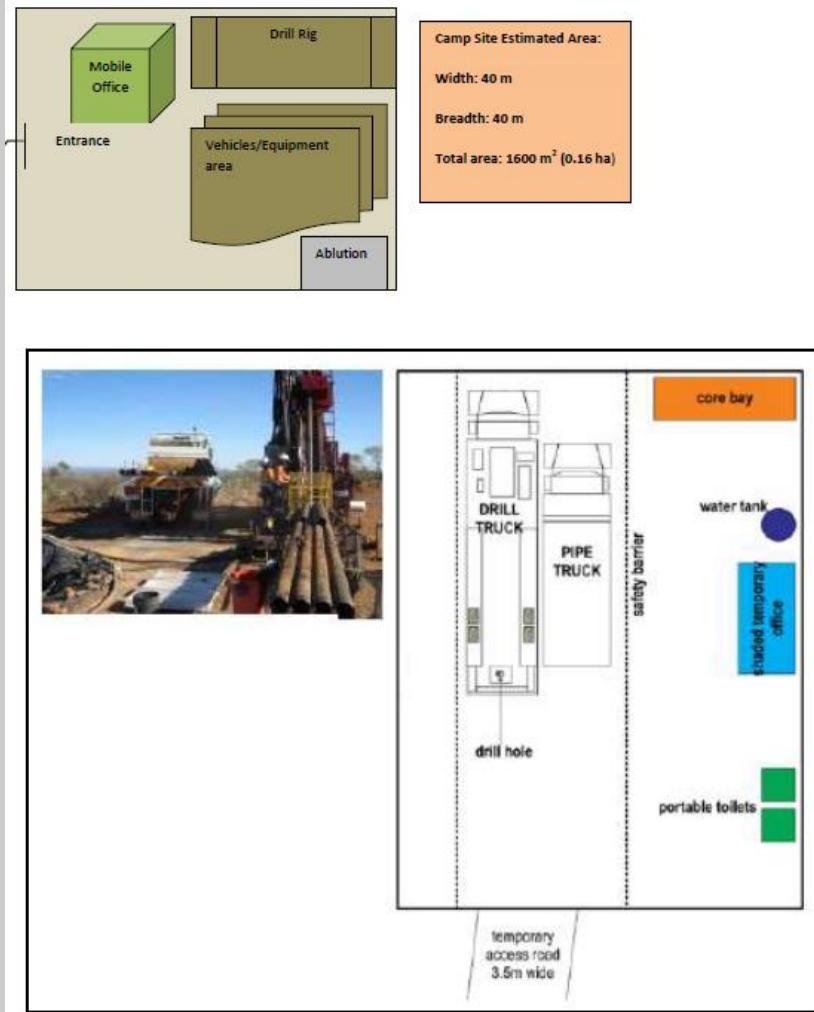 Drill Rig
Mobile
Office
Entrance
Vehicles/Equipment
area
Ablution
Camp Site Estimated Area:
Width: 40 m
Breadth: 40 m
Total area: 1600 m² (0.16 ha)
core bay
water tank
DRILL
TRUCK
PIPE
TRUCK
safety barrier
shaded temporary
office
drill hole
portable toilets
temporary
access road
3.5m wide